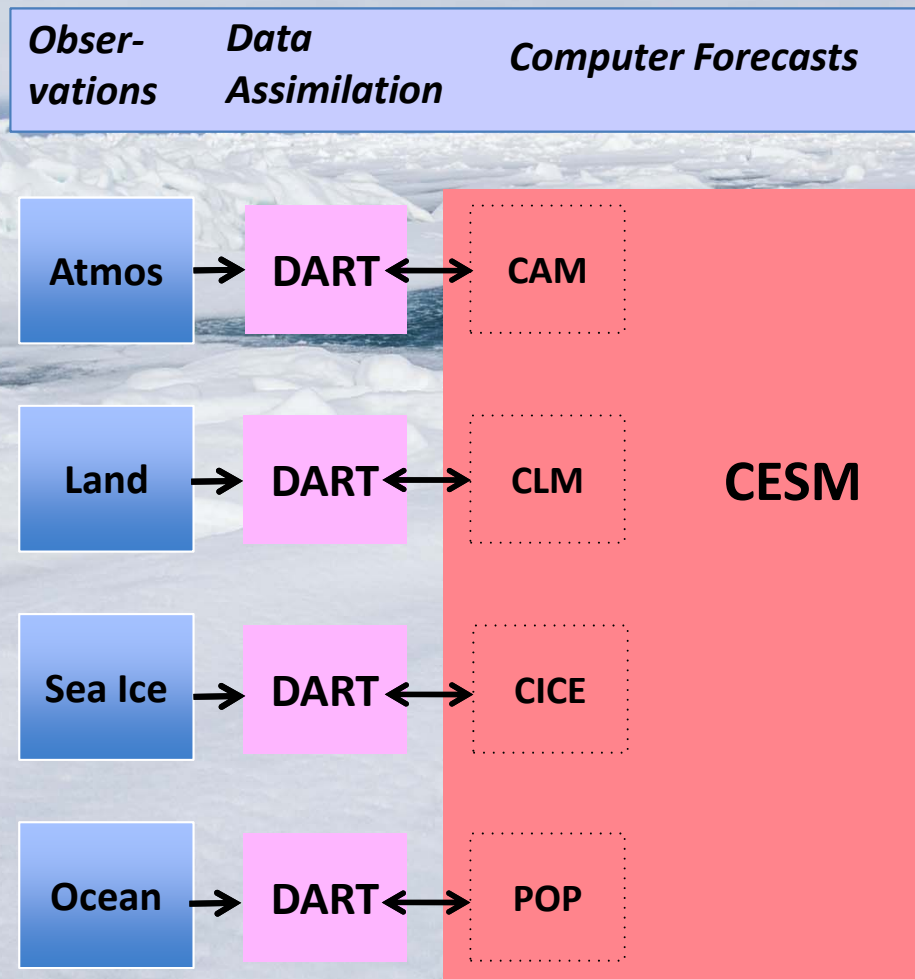 Obser-
vations
Data
Assimilation
Computer Forecasts
Atmos
DART
CAM
Land
DART
CLM
CESM
Sea Ice
DART
CICE
Ocean
DART
POP